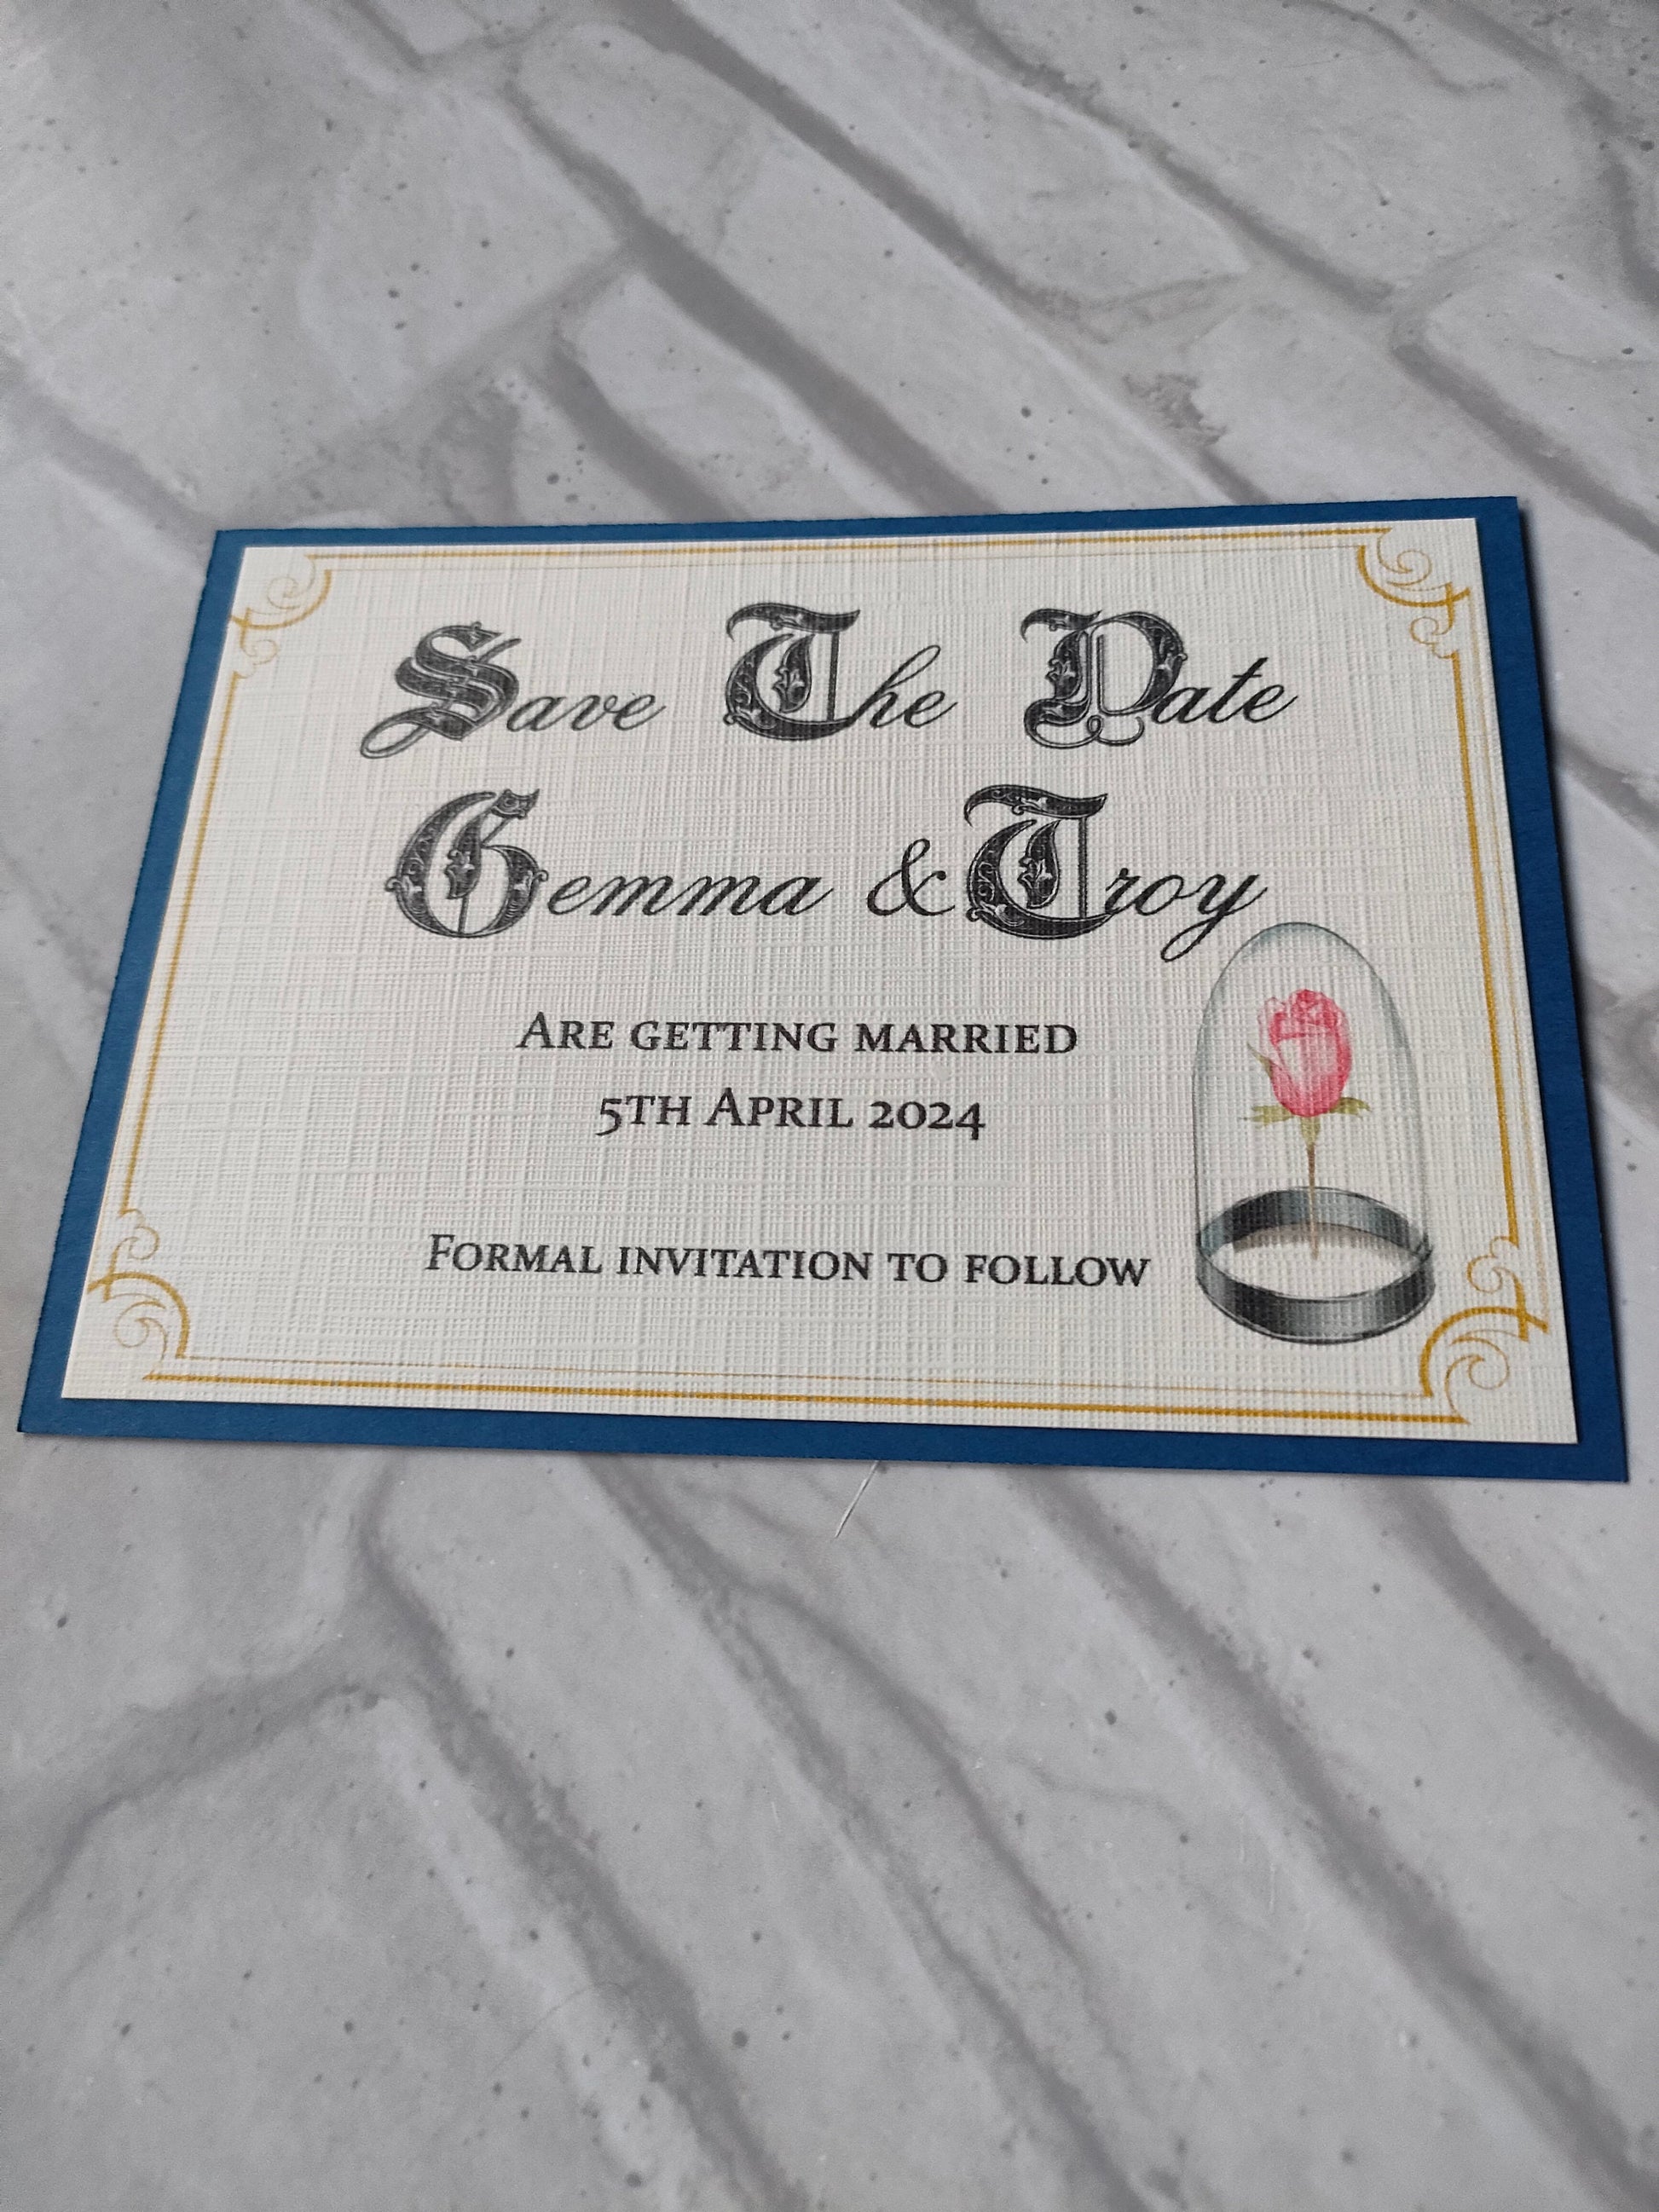 Save The Date
Gemma & Troy
Are getting married
5th April 2024
Formal invitation to follow